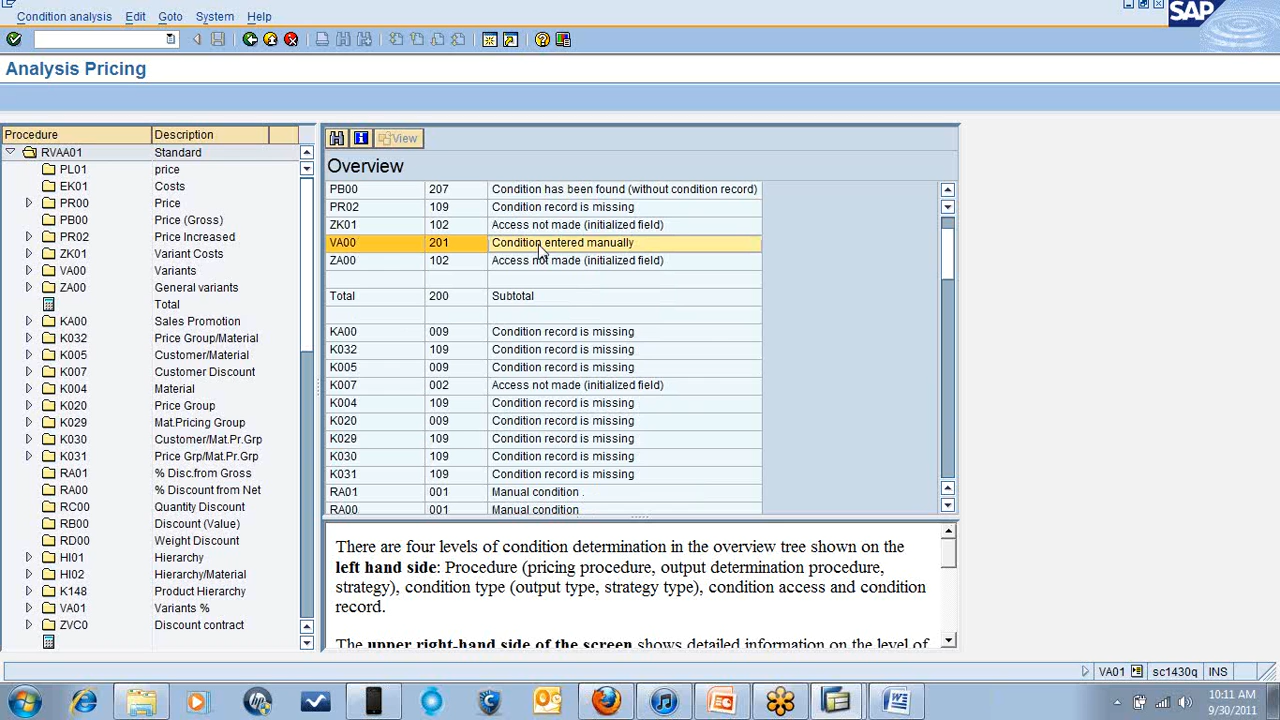 Condition analysis Edit Goto System Help
SAP
Analysis Pricing
Procedure Description
RVAA01 Standard
PL01 price
EK01 Costs
PR00 Price
PB00 Price (Gross)
PR02 Price Increased
ZK01 Variant Costs
VA00 Variants
ZA00 General variants
Total
KA00 Sales Promotion
K032 Price Group/Material
K005 Customer/Material
K007 Customer Discount
K004 Material
K020 Price Group
K029 Mat.Pricing Group
K030 Customer/Mat.Pr.Grp
K031 Price Grp/Mat.Pr.Grp
RA01 % Disc.from Gross
RA00 % Discount from Net
RC00 Quantity Discount
RB00 Discount (Value)
RD00 Weight Discount
HI01 Hierarchy
HI02 Hierarchy/Material
K148 Product Hierarchy
VA01 Variants %
ZVC0 Discount contract
View
Overview
PB00 207 Condition has been found (without condition record)
PR02 109 Condition record is missing
ZK01 102 Access not made (initialized field)
VA00 201 Condition entered manually
ZA00 102 Access not made (initialized field)
Total 200 Subtotal
KA00 009 Condition record is missing
K032 109 Condition record is missing
K005 009 Condition record is missing
K007 002 Access not made (initialized field)
K004 109 Condition record is missing
K020 009 Condition record is missing
K029 109 Condition record is missing
K030 109 Condition record is missing
K031 109 Condition record is missing
RA01 001 Manual condition .
RA00 001 Manual condition
There are four levels of condition determination in the overview tree shown on the
left hand side: Procedure (pricing procedure, output determination procedure,
strategy), condition type (output type, strategy type), condition access and condition
record.
The upper right-hand side of the screen shows detailed information on the level of
VA01 sc1430q INS
10:11 AM
9/30/2011